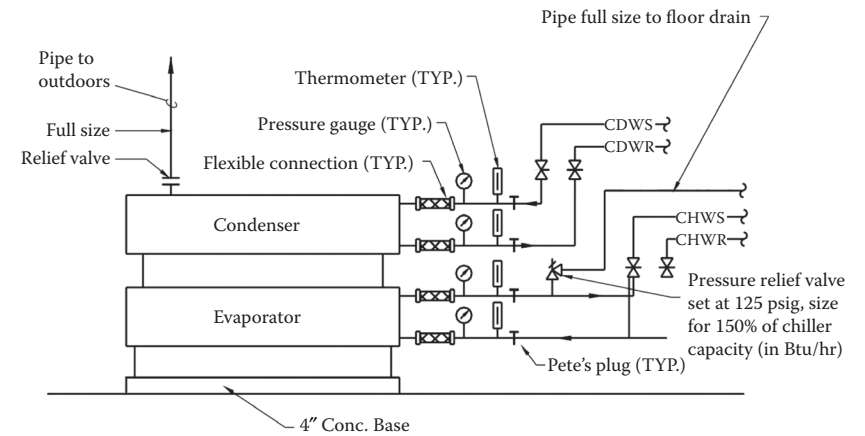 Pipe full size to floor drain
Pipe to
outdoors
Thermometer (TYP.)
Full size
Pressure gauge (TYP.)
CDWS
CDWR
Relief valve
Flexible connection (TYP.)
Condenser
CHWS
CHWR
Evaporator
Pressure relief valve
set at 125 psig, size
for 150% of chiller
capacity (in Btu/hr)
Pete's plug (TYP.)
4″ Conc. Base